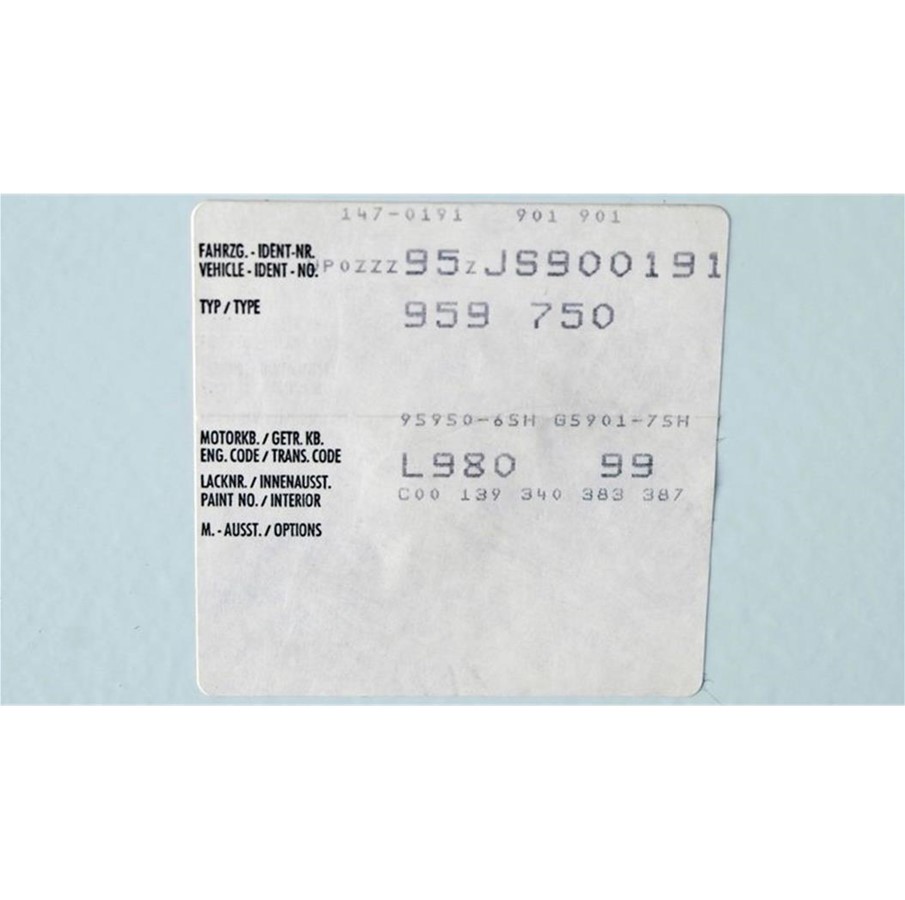 147-0191 901 901
FAHRZG. - IDENT-NR.
VEHICLE - IDENT - NO. WP0ZZZ95ZJS900191
TYP / TYPE 959 750
95950-6SH G5901-7SH
MOTORKB. / GETR. KB.
ENG. CODE / TRANS. CODE
L980 99
LACKNR. / INNENAUSST.
PAINT NO. / INTERIOR C00 139 340 383 387
M. - AUSST. / OPTIONS